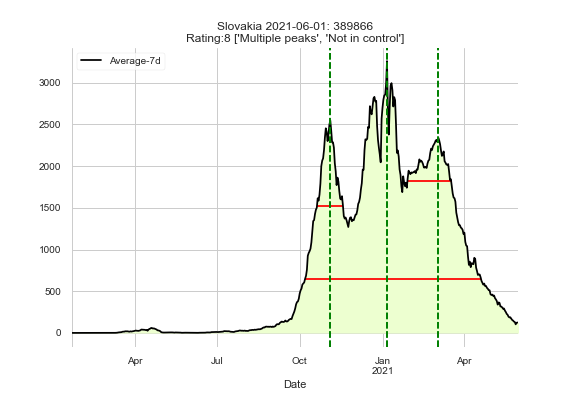 Slovakia 2021-06-01: 389866
Rating:8 ['Multiple peaks', 'Not in control']
Average-7d
3000
2500
2000
1500
1000
500
0
Apr
Jul
Oct
Jan
2021
Apr
Date